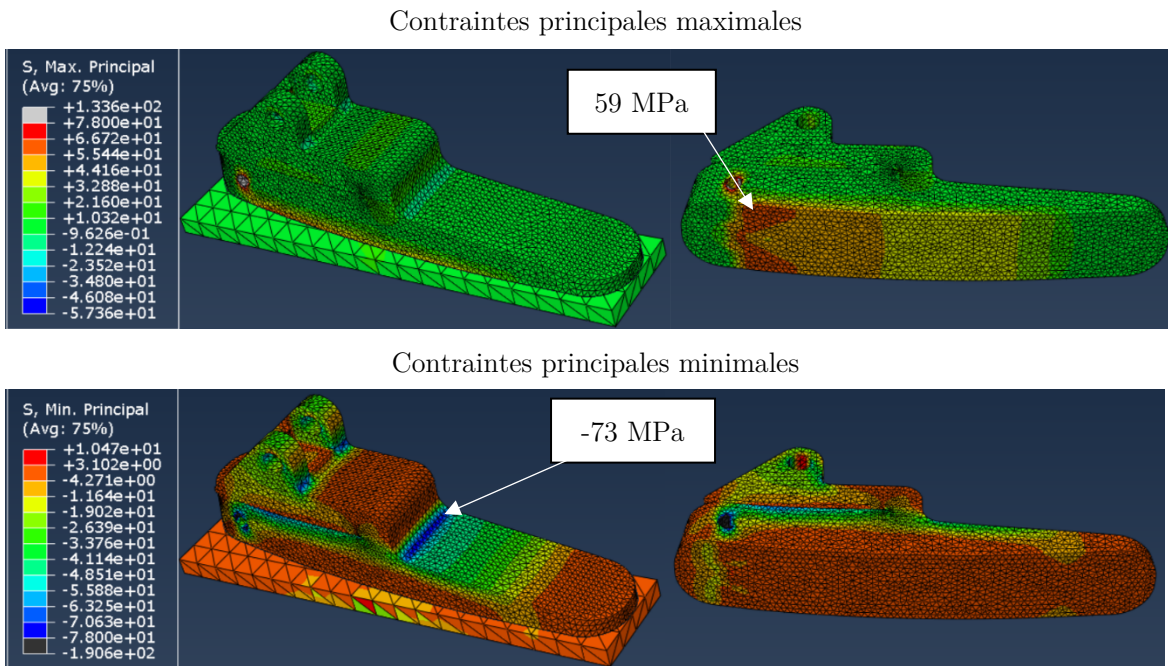 Contraintes principales maximales
S, Max. Principal
(Avg: 75%)
+1.336e+02
+7.800e+01
+6.672e+01
+5.544e+01
+4.416e+01
+3.288e+01
+2.160e+01
+1.032e+01
-9.626e-01
-1.224e+01
-2.352e+01
-3.480e+01
-4.608e+01
-5.736e+01
59 MPa
Contraintes principales minimales
S, Min. Principal
(Avg: 75%)
+1.047e+01
+3.102e+00
-4.271e+00
-1.164e+01
-1.902e+01
-2.639e+01
-3.376e+01
-4.114e+01
-4.851e+01
-5.588e+01
-6.325e+01
-7.063e+01
-7.800e+01
-1.906e+02
-73 MPa